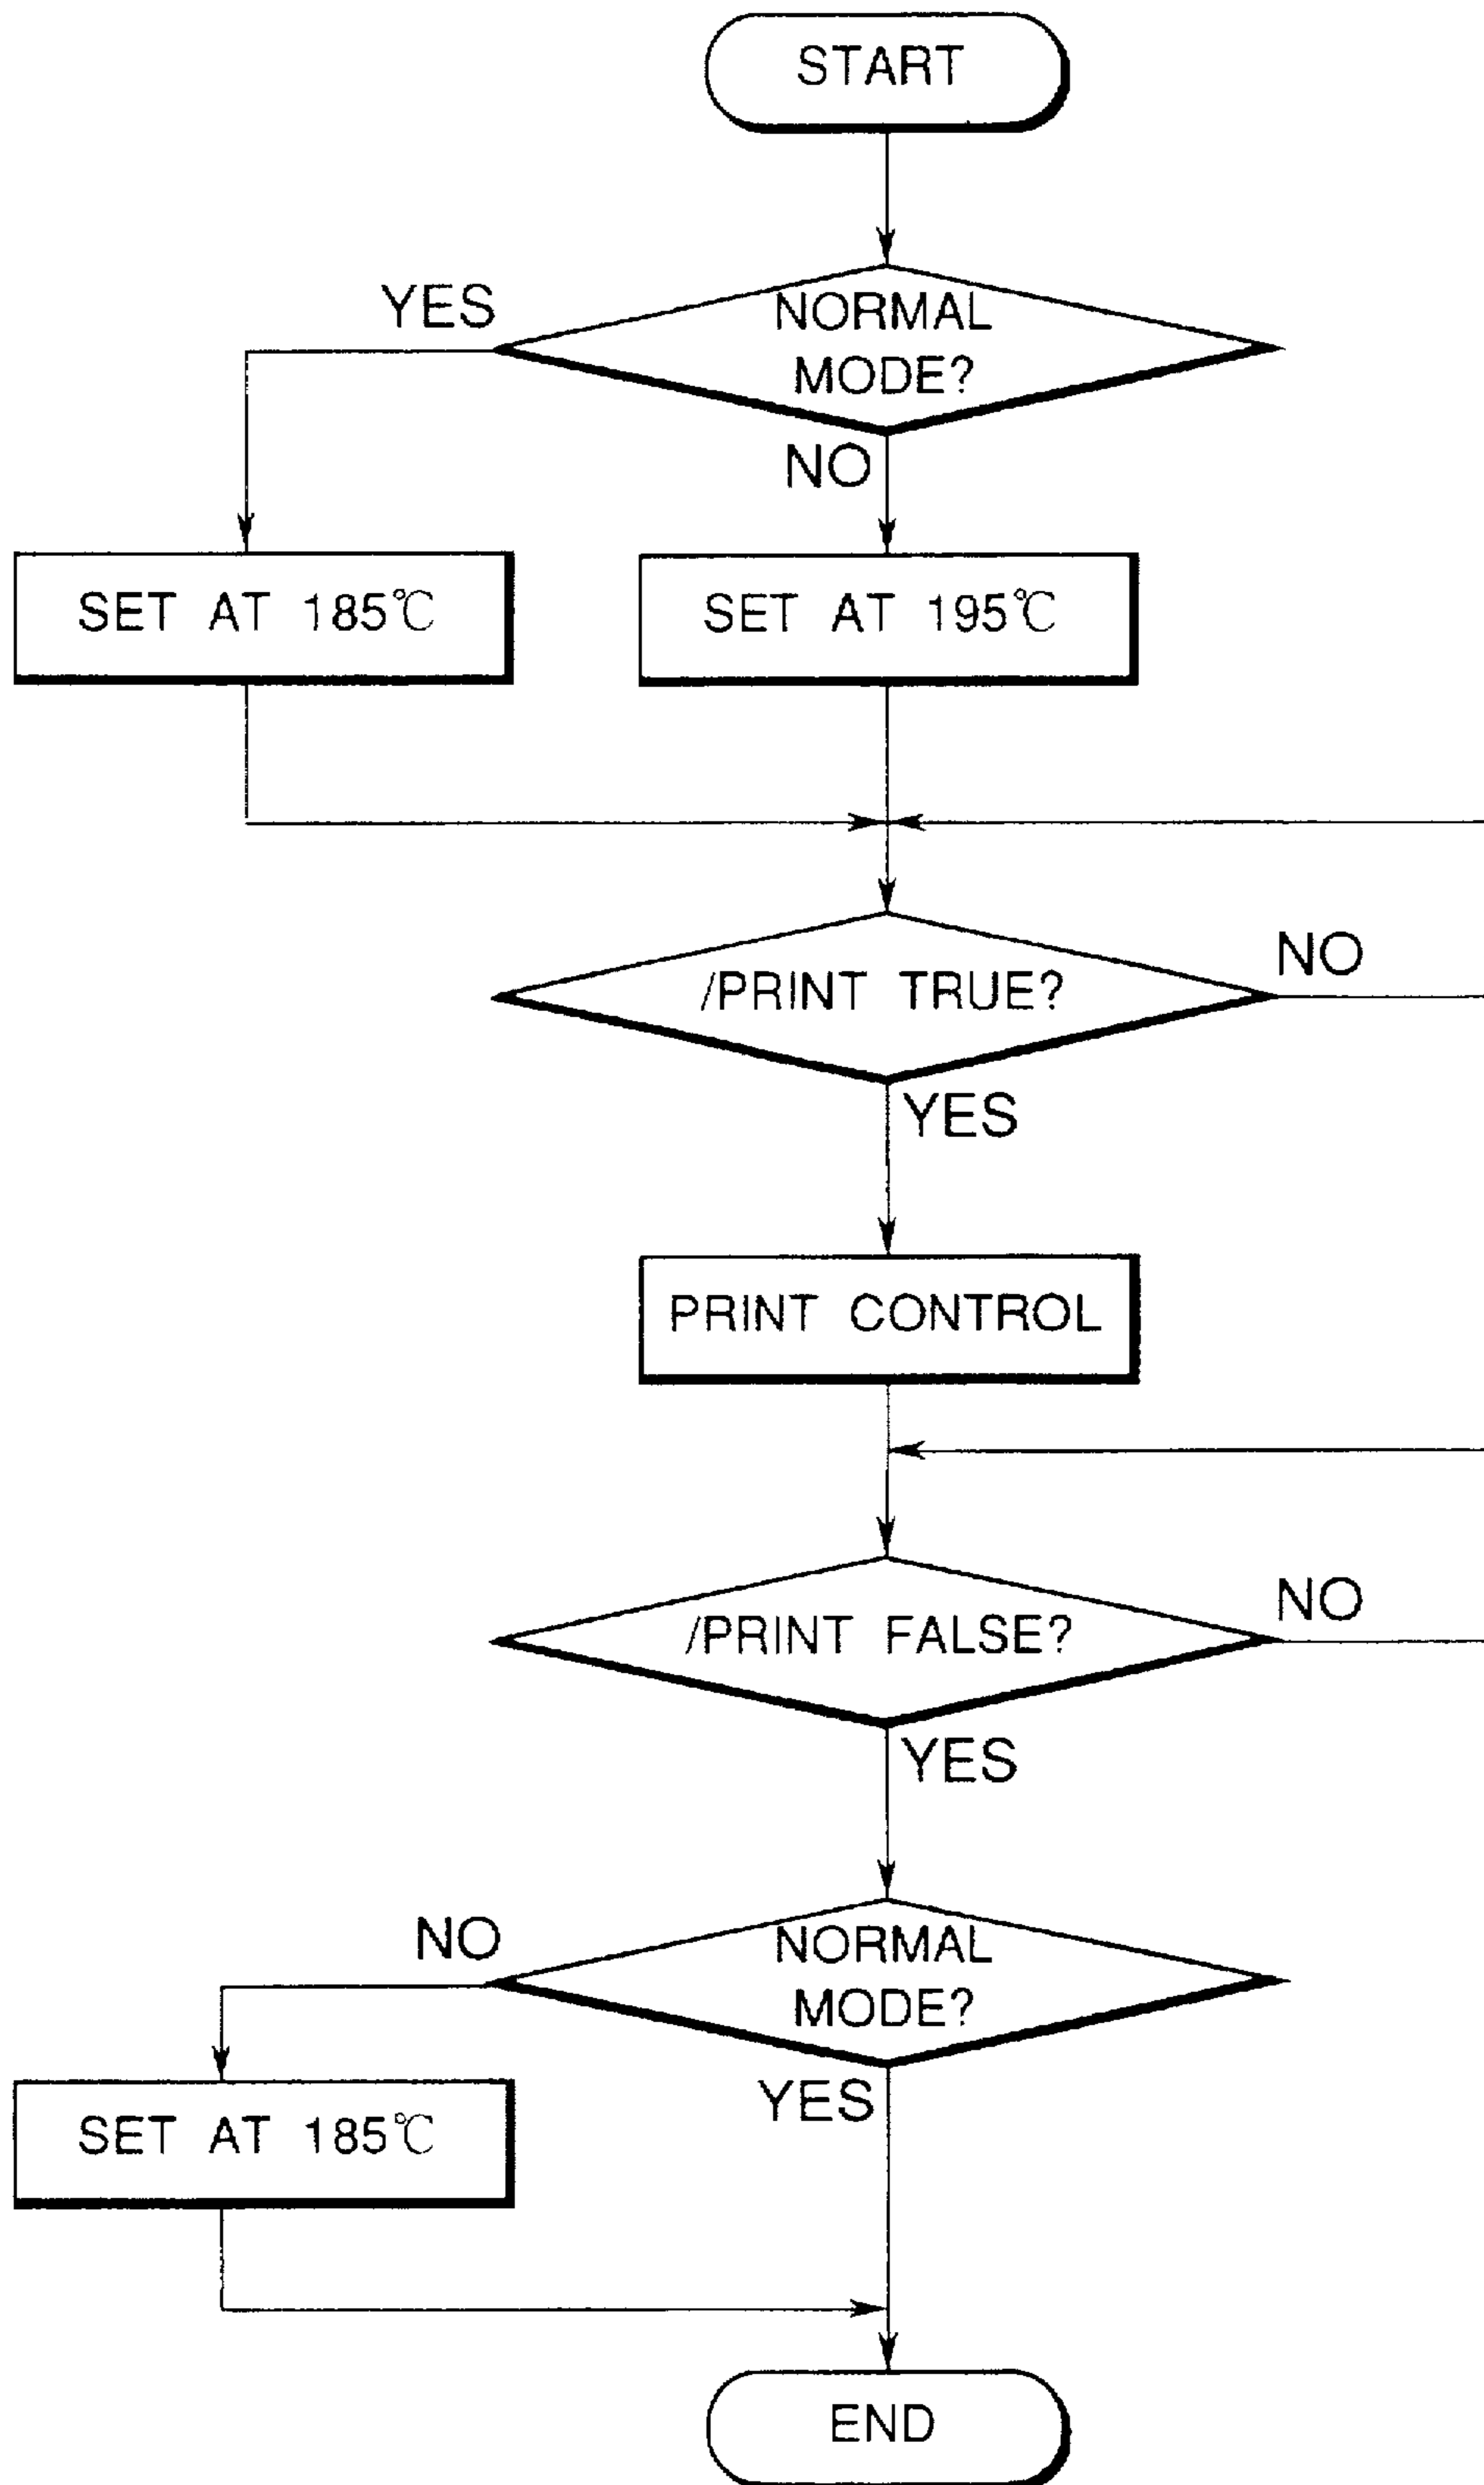 START
YES
NORMAL
MODE?
NO
SET AT 185℃
SET AT 195℃
/PRINT TRUE?
NO
YES
PRINT CONTROL
/PRINT FALSE?
NO
YES
NO
NORMAL
MODE?
YES
SET AT 185℃
END